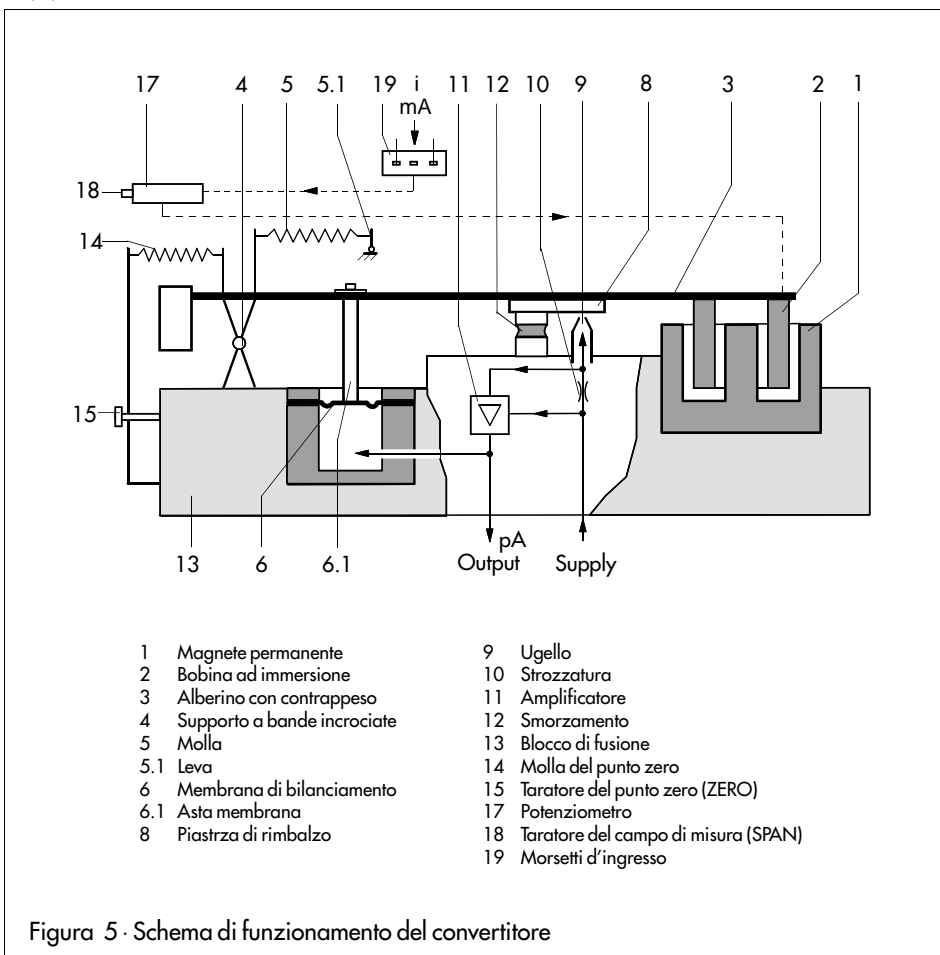 17 4 5 5.1 19 i 11 12 10 9 8 3 2 1
mA
18
14
15
pA
13 6 6.1 Output Supply
1 Magnete permanente
2 Bobina ad immersione
3 Alberino con contrappeso
4 Supporto a bande incrociate
5 Molla
5.1 Leva
6 Membrana di bilanciamento
6.1 Asta membrana
8 Piastrza di rimbalzo
9 Ugello
10 Strozzatura
11 Amplificatore
12 Smorzamento
13 Blocco di fusione
14 Molla del punto zero
15 Taratore del punto zero (ZERO)
17 Potenziometro
18 Taratore del campo di misura (SPAN)
19 Morsetti d'ingresso
Figura 5 · Schema di funzionamento del convertitore